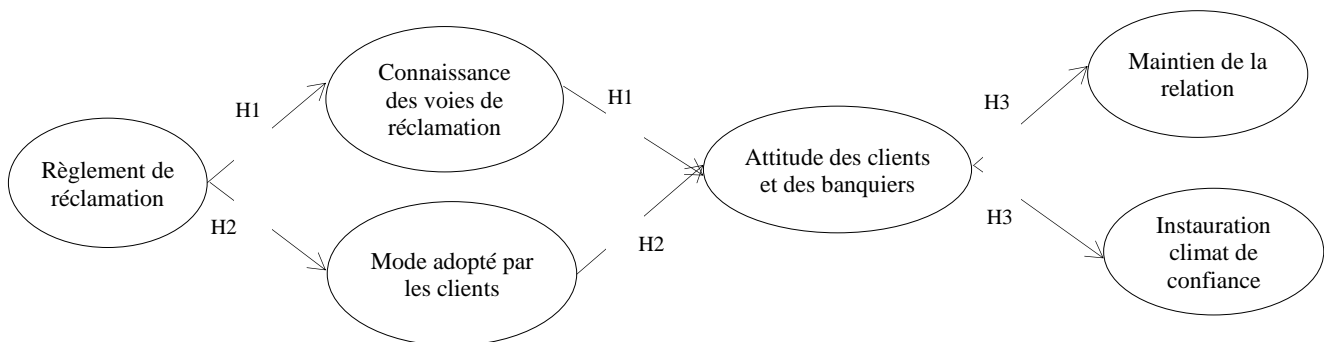 Règlement de
réclamation
H1
H2
Connaissance
des voies de
réclamation
Mode adopté par
les clients
H1
H2
Attitude des clients
et des banquiers
H3
H3
Maintien de la
relation
Instauration
climat de
confiance